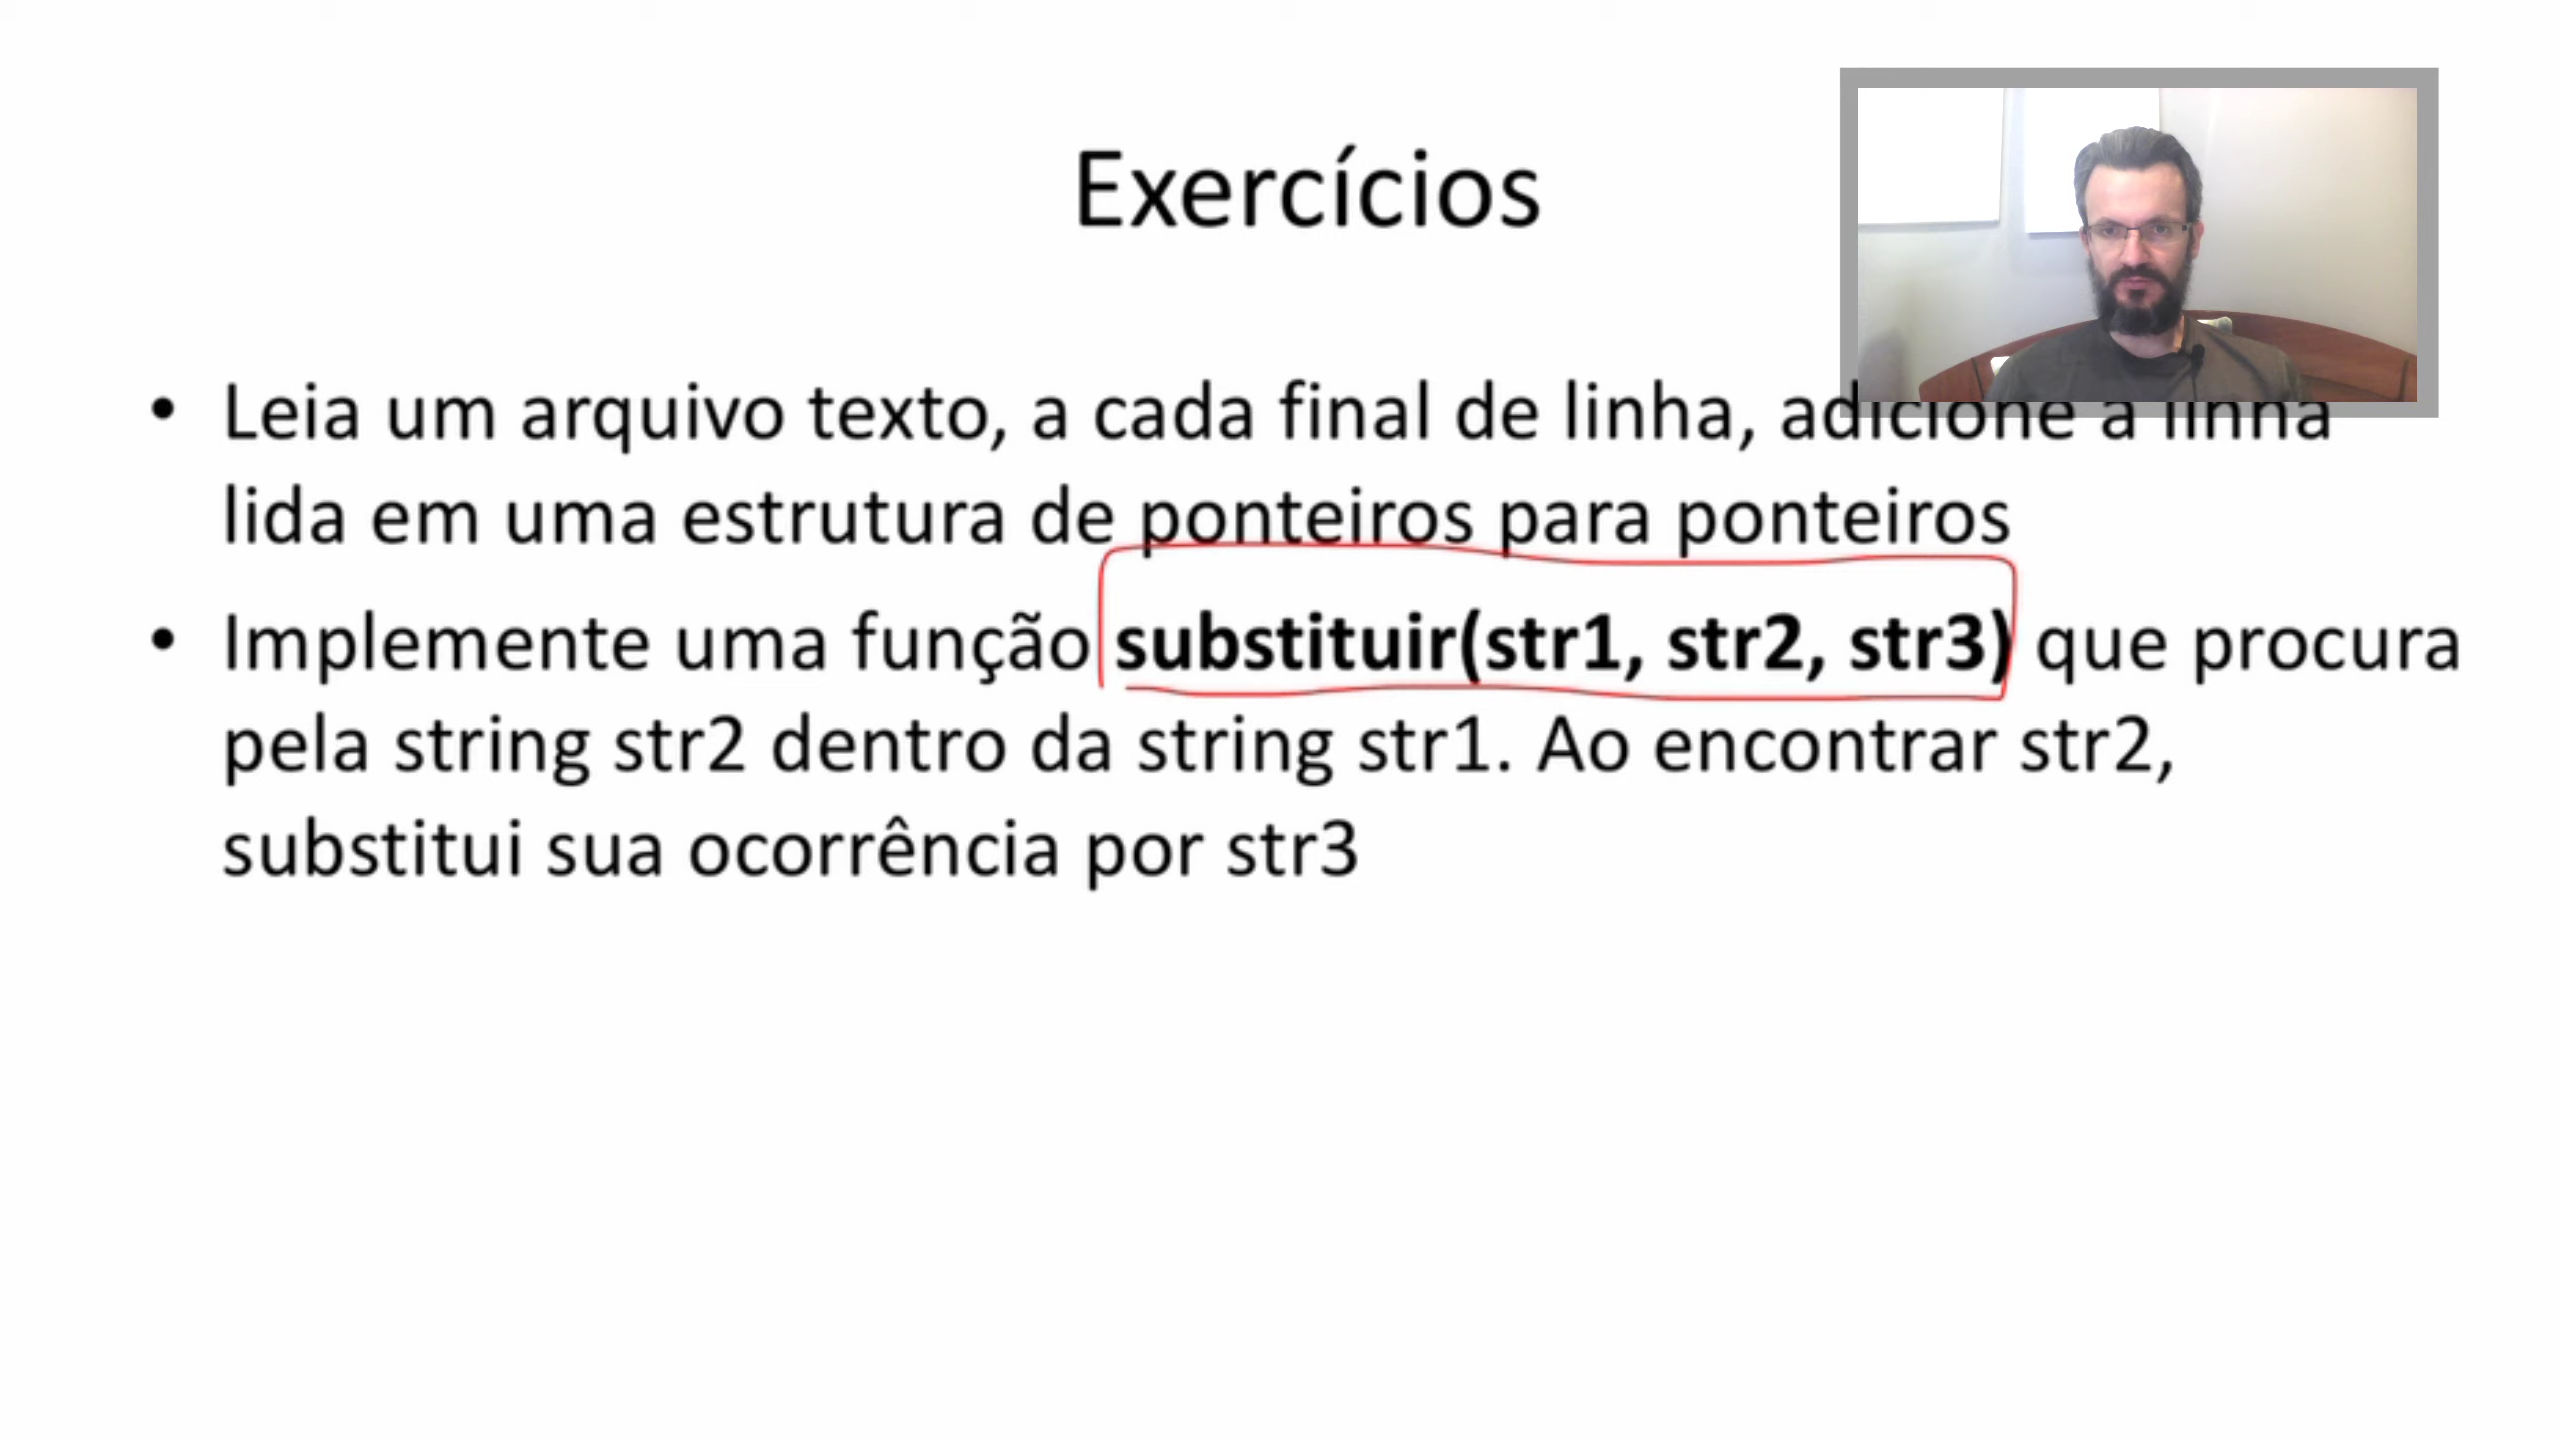 Exercícios
• Leia um arquivo texto, a cada final de linha, adicione a linha
lida em uma estrutura de ponteiros para ponteiros
• Implemente uma função substituir(str1, str2, str3) que procura
pela string str2 dentro da string str1. Ao encontrar str2,
substitui sua ocorrência por str3